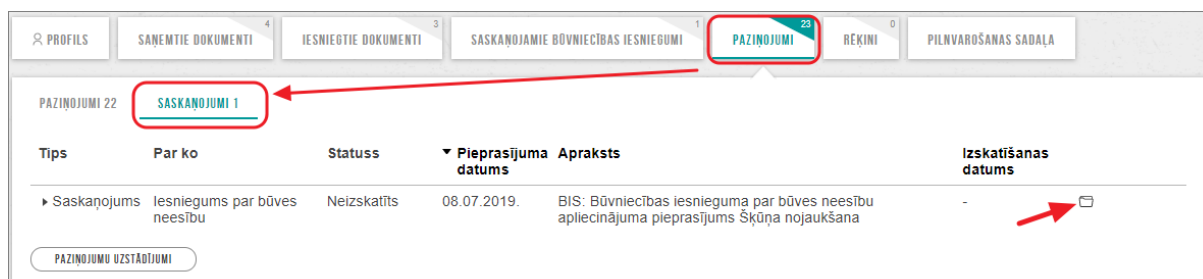 4 3 1 23 0
PROFILS SAŅEMTIE DOKUMENTI IESNIEGTIE DOKUMENTI SASKAŅOJAMIE BŪVNIECĪBAS IESNIEGUMI PAZIŅOJUMI RĒĶINI PILNVAROŠANAS SADAĻA
PAZIŅOJUMI 22 SASKAŅOJUMI 1
Tips Par ko Statuss Pieprasījuma Apraksts Izskatīšanas
datums datums
Saskaņojums Iesniegums par būves Neizskatīts 08.07.2019. BIS: Būvniecības iesnieguma par būves neesību -
neesību apliecinājuma pieprasījums Šķūņa nojaukšana
PAZIŅOJUMU UZSTĀDĪJUMI